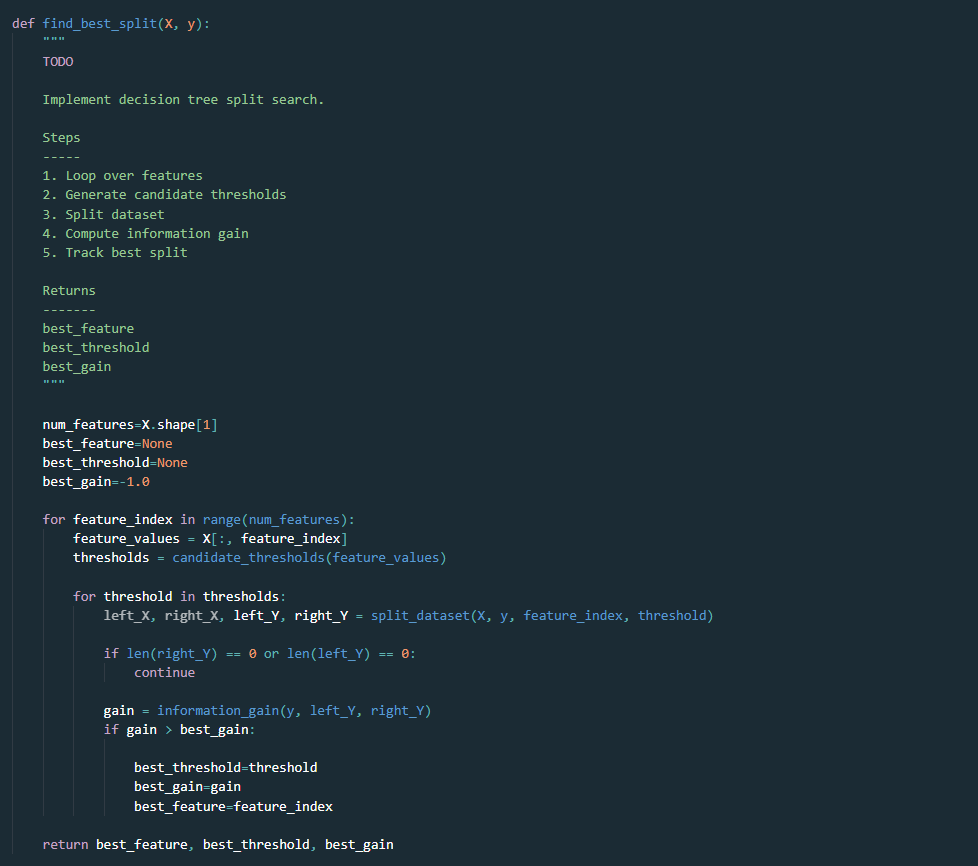 def find_best_split(X, y):
    """
    TODO

    Implement decision tree split search.

    Steps
    -----
    1. Loop over features
    2. Generate candidate thresholds
    3. Split dataset
    4. Compute information gain
    5. Track best split

    Returns
    -------
    best_feature
    best_threshold
    best_gain
    """

    num_features=X.shape[1]
    best_feature=None
    best_threshold=None
    best_gain=-1.0

    for feature_index in range(num_features):
        feature_values = X[:, feature_index]
        thresholds = candidate_thresholds(feature_values)

        for threshold in thresholds:
            left_X, right_X, left_Y, right_Y = split_dataset(X, y, feature_index, threshold)

            if len(right_Y) == 0 or len(left_Y) == 0:
                continue

            gain = information_gain(y, left_Y, right_Y)
            if gain > best_gain:

                best_threshold=threshold
                best_gain=gain
                best_feature=feature_index

    return best_feature, best_threshold, best_gain